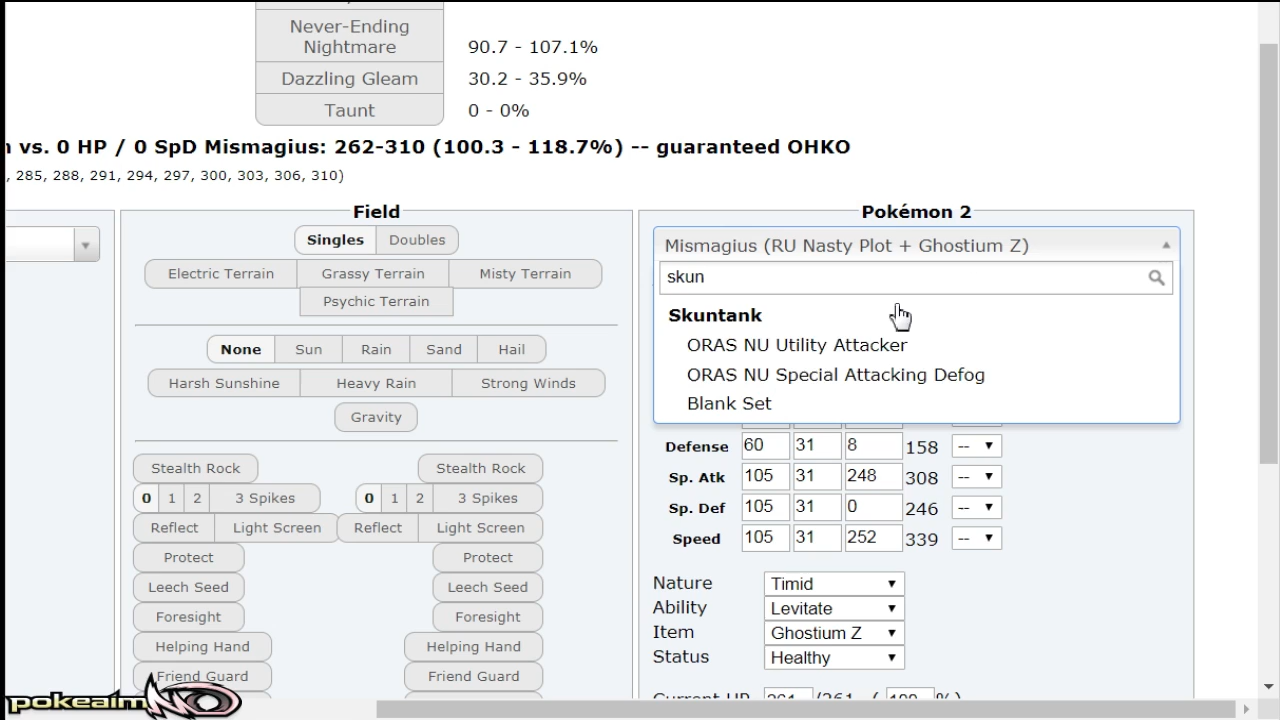 Never-Ending
Nightmare
90.7 - 107.1%
Dazzling Gleam
30.2 - 35.9%
Taunt
0 - 0%
vs. 0 HP / 0 SpD Mismagius: 262-310 (100.3 - 118.7%) -- guaranteed OHKO
, 285, 288, 291, 294, 297, 300, 303, 306, 310)
Field
Singles Doubles
Electric Terrain Grassy Terrain Misty Terrain
Psychic Terrain
None Sun Rain Sand Hail
Harsh Sunshine Heavy Rain Strong Winds
Gravity
Stealth Rock Stealth Rock
0 1 2 3 Spikes 0 1 2 3 Spikes
Reflect Light Screen Reflect Light Screen
Protect Protect
Leech Seed Leech Seed
Foresight Foresight
Helping Hand Helping Hand
Friend Guard Friend Guard
Pokémon 2
Mismagius (RU Nasty Plot + Ghostium Z)
skun
Skuntank
ORAS NU Utility Attacker
ORAS NU Special Attacking Defog
Blank Set
Defense 60 31 8 158 --
Sp. Atk 105 31 248 308 --
Sp. Def 105 31 0 246 --
Speed 105 31 252 339 --
Nature Timid
Ability Levitate
Item Ghostium Z
Status Healthy
Current HP 261 /261 ( 100 %)
pokeaimMD